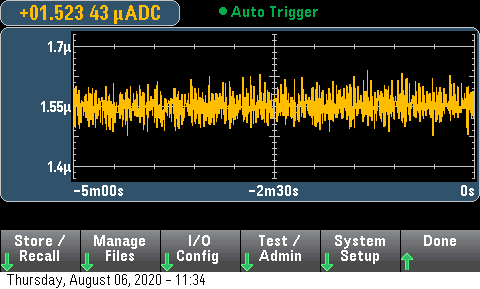 +01.523 43 µADC
Auto Trigger
1.7µ
1.55µ
1.4µ
-5m00s -2m30s 0s
Store / Recall
Manage Files
I/O Config
Test / Admin
System Setup
Done
Thursday, August 06, 2020 - 11:34